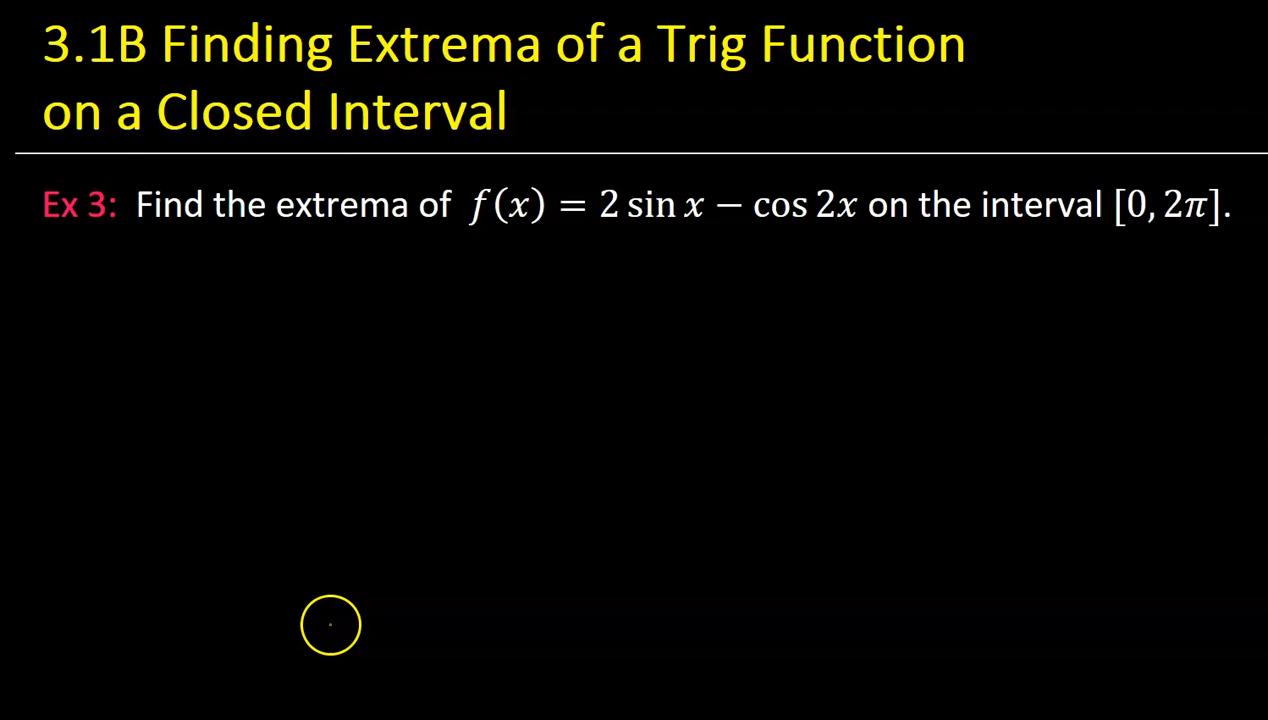 3.1B Finding Extrema of a Trig Function
on a Closed Interval
Ex 3: Find the extrema of f(x) = 2 sin x − cos 2x on the interval [0, 2π].